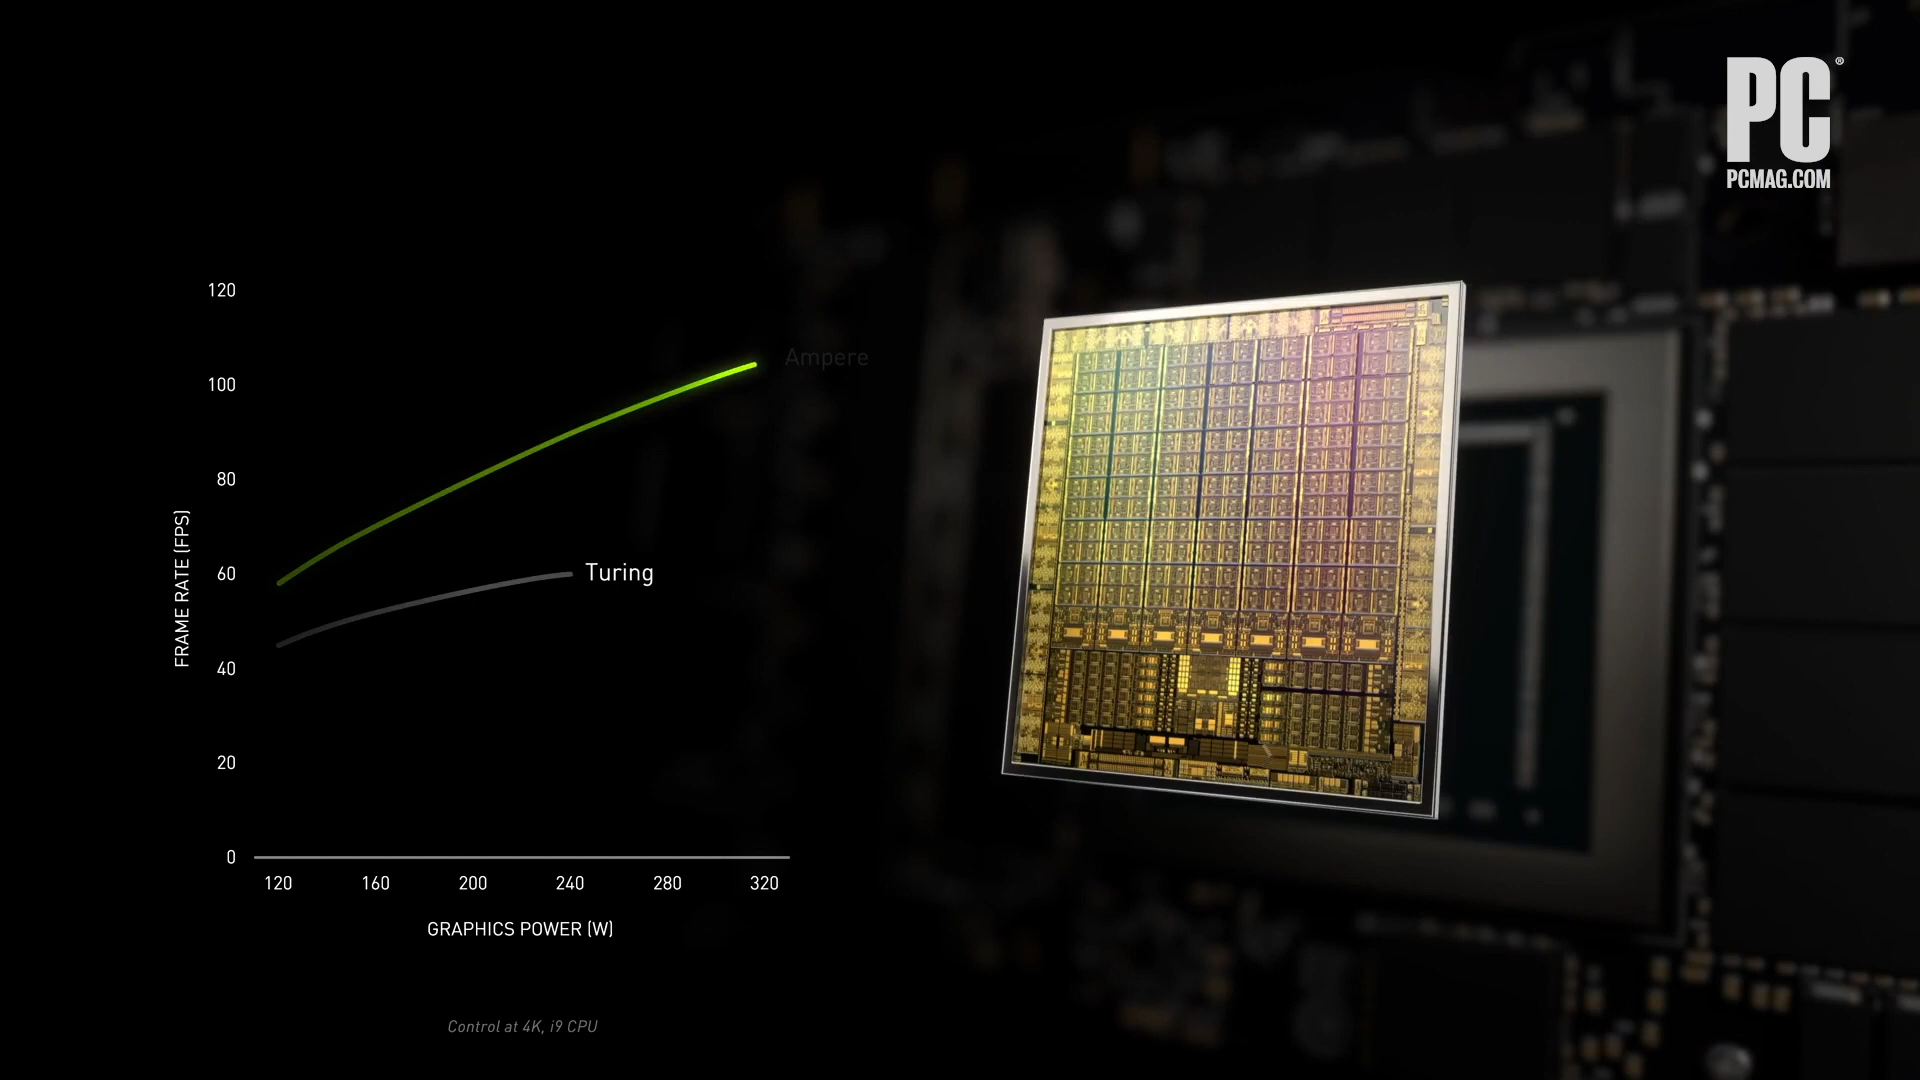 PC®
PCMAG.COM
120
100
80
60
40
20
0
FRAME RATE (FPS)
Ampere
Turing
120 160 200 240 280 320
GRAPHICS POWER (W)
Control at 4K, i9 CPU